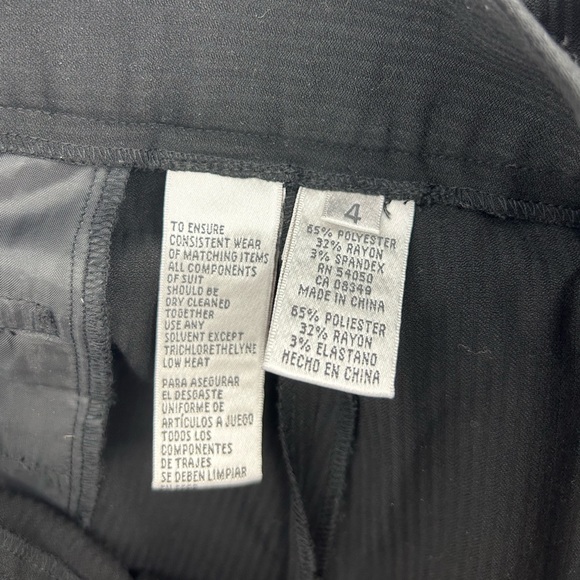 TO ENSURE
CONSISTENT WEAR
OF MATCHING ITEMS
ALL COMPONENTS
OF SUIT
SHOULD BE
DRY CLEANED
TOGETHER
USE ANY
SOLVENT EXCEPT
TRICHLORETHELYNE
LOW HEAT
PARA ASEGURAR
EL DESGASTE
UNIFORME DE
ARTÍCULOS A JUEGO
TODOS LOS
COMPONENTES
DE TRAJES
SE DEBEN LIMPIAR
4
65% POLYESTER
32% RAYON
3% SPANDEX
RN 54050
CA 08349
MADE IN CHINA
65% POLIESTER
32% RAYON
3% ELASTANO
HECHO EN CHINA